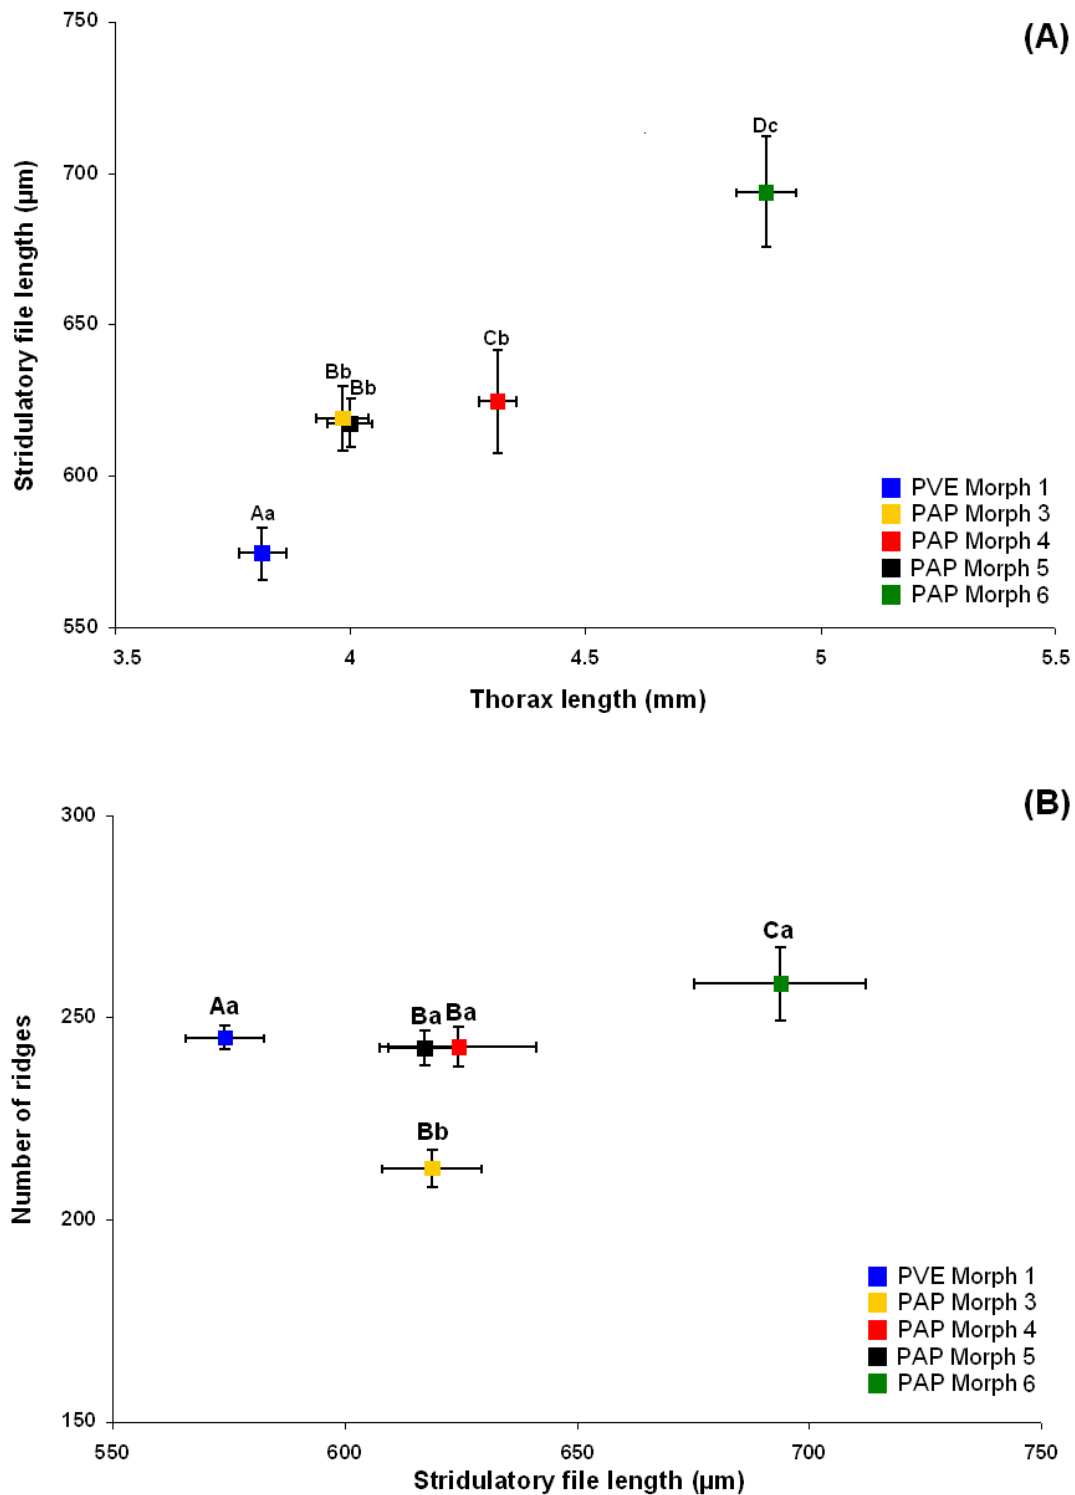 (A)
750
700
650
600
550
Stridulatory file length (µm)
Dc
Cb
Bb
Bb
Aa
PVE Morph 1
PAP Morph 3
PAP Morph 4
PAP Morph 5
PAP Morph 6
3.5 4 4.5 5 5.5
Thorax length (mm)
(B)
300
250
200
150
Number of ridges
Ca
Aa
Ba Ba
Bb
PVE Morph 1
PAP Morph 3
PAP Morph 4
PAP Morph 5
PAP Morph 6
550 600 650 700 750
Stridulatory file length (µm)